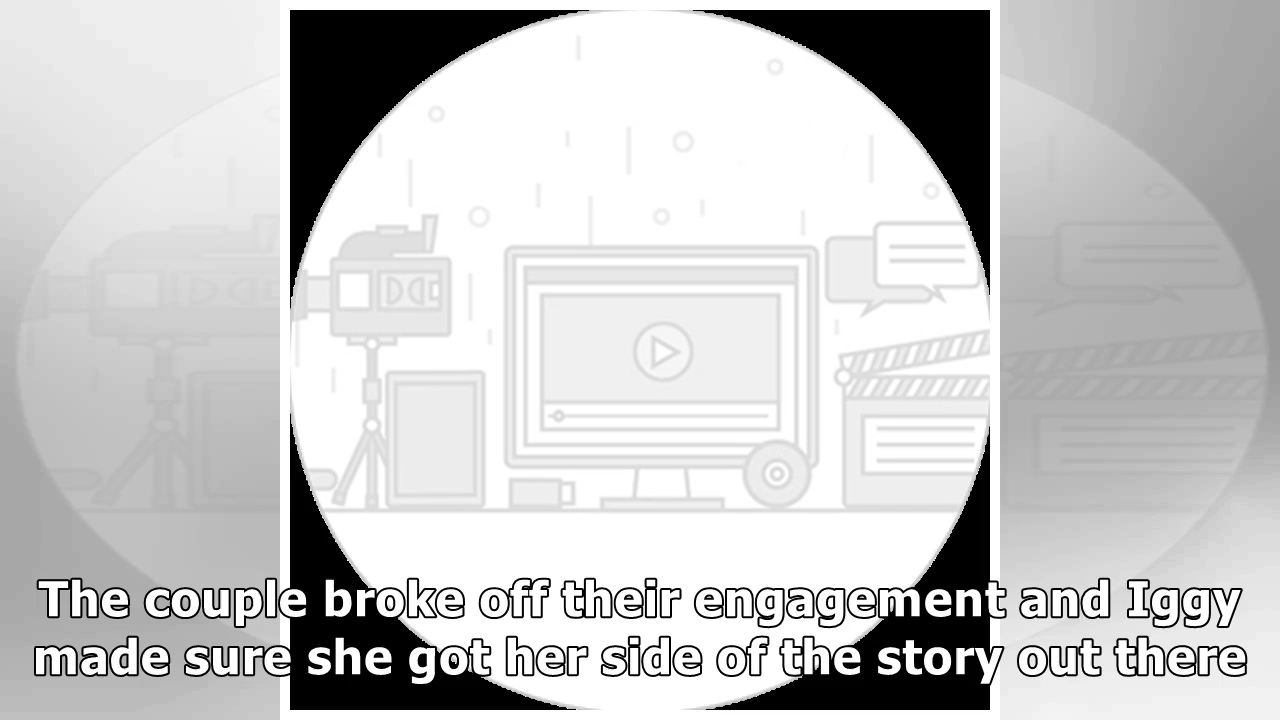 The couple broke off their engagement and Iggy
made sure she got her side of the story out there